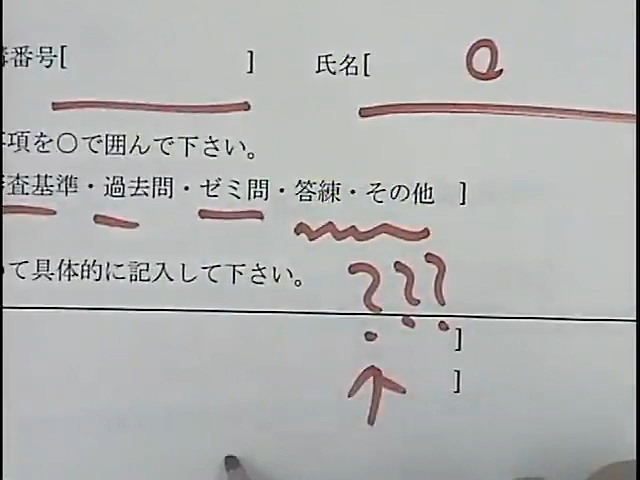 番号[ ] 氏名[ Q
項を○で囲んで下さい。
査基準・過去問・ゼミ問・答練・その他 ]
て具体的に記入して下さい。
???
]
]